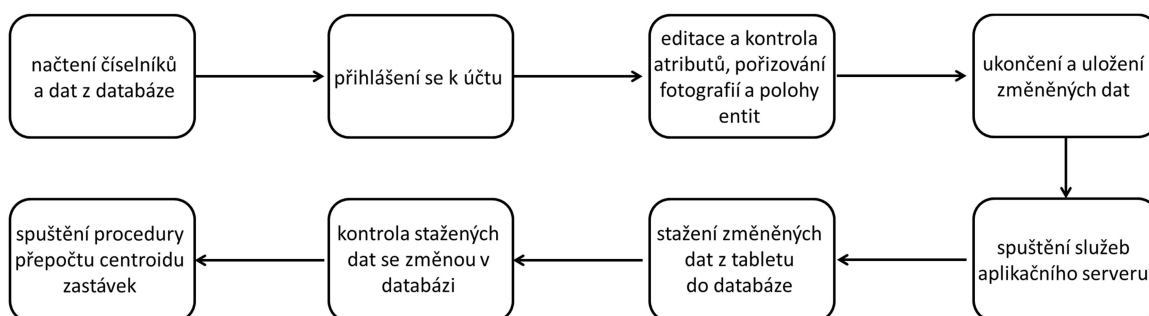 načtení číselníků
a dat z databáze
přihlášení se k účtu
editace a kontrola
atributů, pořizování
fotografií a polohy
entit
ukončení a uložení
změněných dat
spuštění služeb
aplikačního serveru
stažení změněných
dat z tabletu
do databáze
kontrola stažených
dat se změnou v
databázi
spuštění procedury
přepočtu centroidu
zastávek